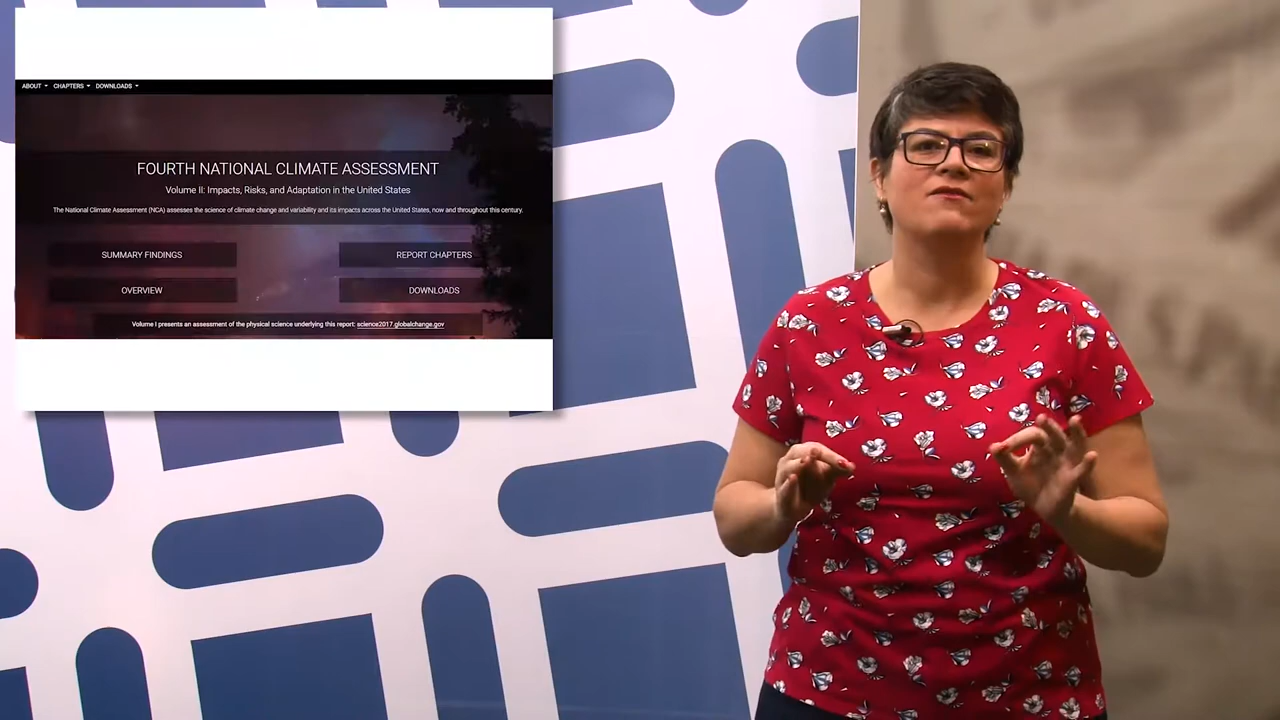 ABOUT CHAPTERS DOWNLOADS
FOURTH NATIONAL CLIMATE ASSESSMENT
Volume II: Impacts, Risks, and Adaptation in the United States
The National Climate Assessment (NCA) assesses the science of climate change and variability and its impacts across the United States, now and throughout this century.
SUMMARY FINDINGS
REPORT CHAPTERS
OVERVIEW
DOWNLOADS
Volume I presents an assessment of the physical science underlying this report: science2017.globalchange.gov